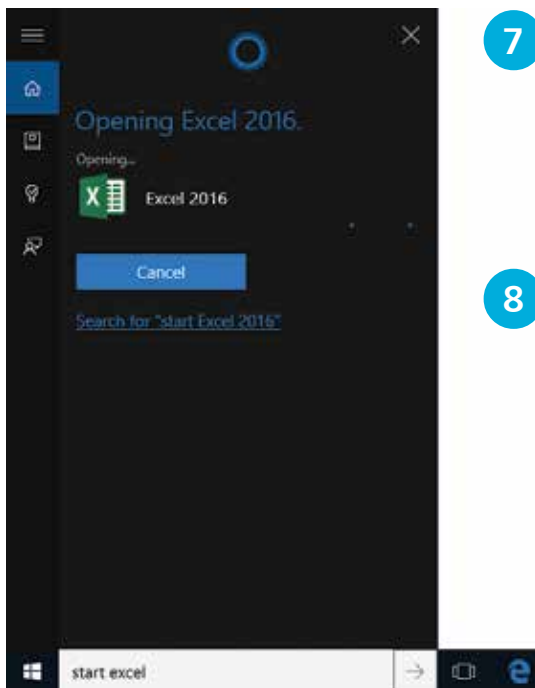 7
Opening Excel 2016.
Opening...
Excel 2016
Cancel
8
Search for "start Excel 2016"
start excel